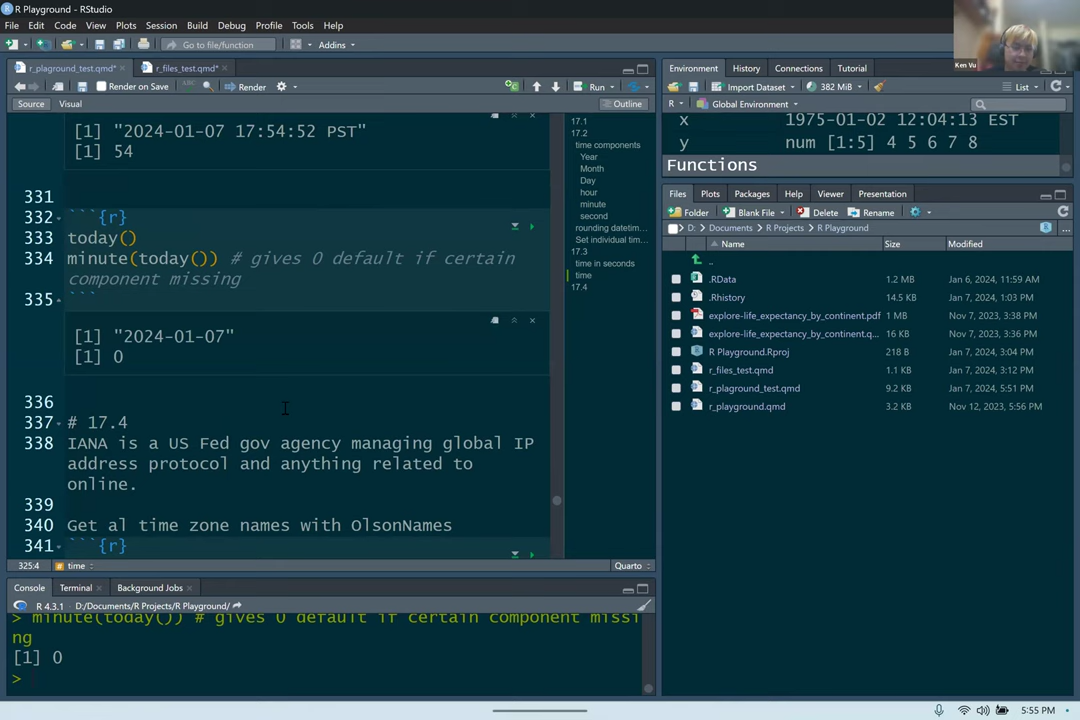 R Playground - RStudio
File Edit Code View Plots Session Build Debug Profile Tools Help
Go to file/function Addins
r_plaground_test.qmd* r_files_test.qmd*
Render on Save Render Run
Source Visual Outline
[1] "2024-01-07 17:54:52 PST"
[1] 54
331
332 ```{r}
333 today()
334 minute(today()) # gives 0 default if certain
component missing
335 ```
[1] "2024-01-07"
[1] 0
336
337 # 17.4
338 IANA is a US Fed gov agency managing global IP
address protocol and anything related to
online.
339
340 Get al time zone names with OlsonNames
341 ```{r}
325:4 time Quarto
17.1
17.2
time components
Year
Month
Day
hour
minute
second
rounding datetim...
Set individual tim...
17.3
time in seconds
time
17.4
Console Terminal Background Jobs
R 4.3.1 D:/Documents/R Projects/R Playground/
> minute(today()) # gives 0 default if certain component missi
ng
[1] 0
>
Ken Vu
Environment History Connections Tutorial
Import Dataset 382 MiB List
R Global Environment
x 1975-01-02 12:04:13 EST
y num [1:5] 4 5 6 7 8
Functions
Files Plots Packages Help Viewer Presentation
Folder Blank File Delete Rename
D: Documents R Projects R Playground ...
Name Size Modified
..
.RData 1.2 MB Jan 6, 2024, 11:59 AM
.Rhistory 14.5 KB Jan 7, 2024, 1:03 PM
explore-life_expectancy_by_continent.pdf 1 MB Nov 7, 2023, 3:38 PM
explore-life_expectancy_by_continent.q... 16 KB Nov 7, 2023, 3:36 PM
R Playground.Rproj 218 B Jan 7, 2024, 3:04 PM
r_files_test.qmd 1.1 KB Jan 7, 2024, 3:12 PM
r_plaground_test.qmd 9.2 KB Jan 7, 2024, 5:51 PM
r_playground.qmd 3.2 KB Nov 12, 2023, 5:56 PM
5:55 PM